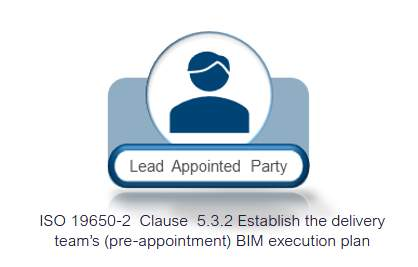 Lead Appointed Party
ISO 19650-2 Clause 5.3.2 Establish the delivery
team's (pre-appointment) BIM execution plan